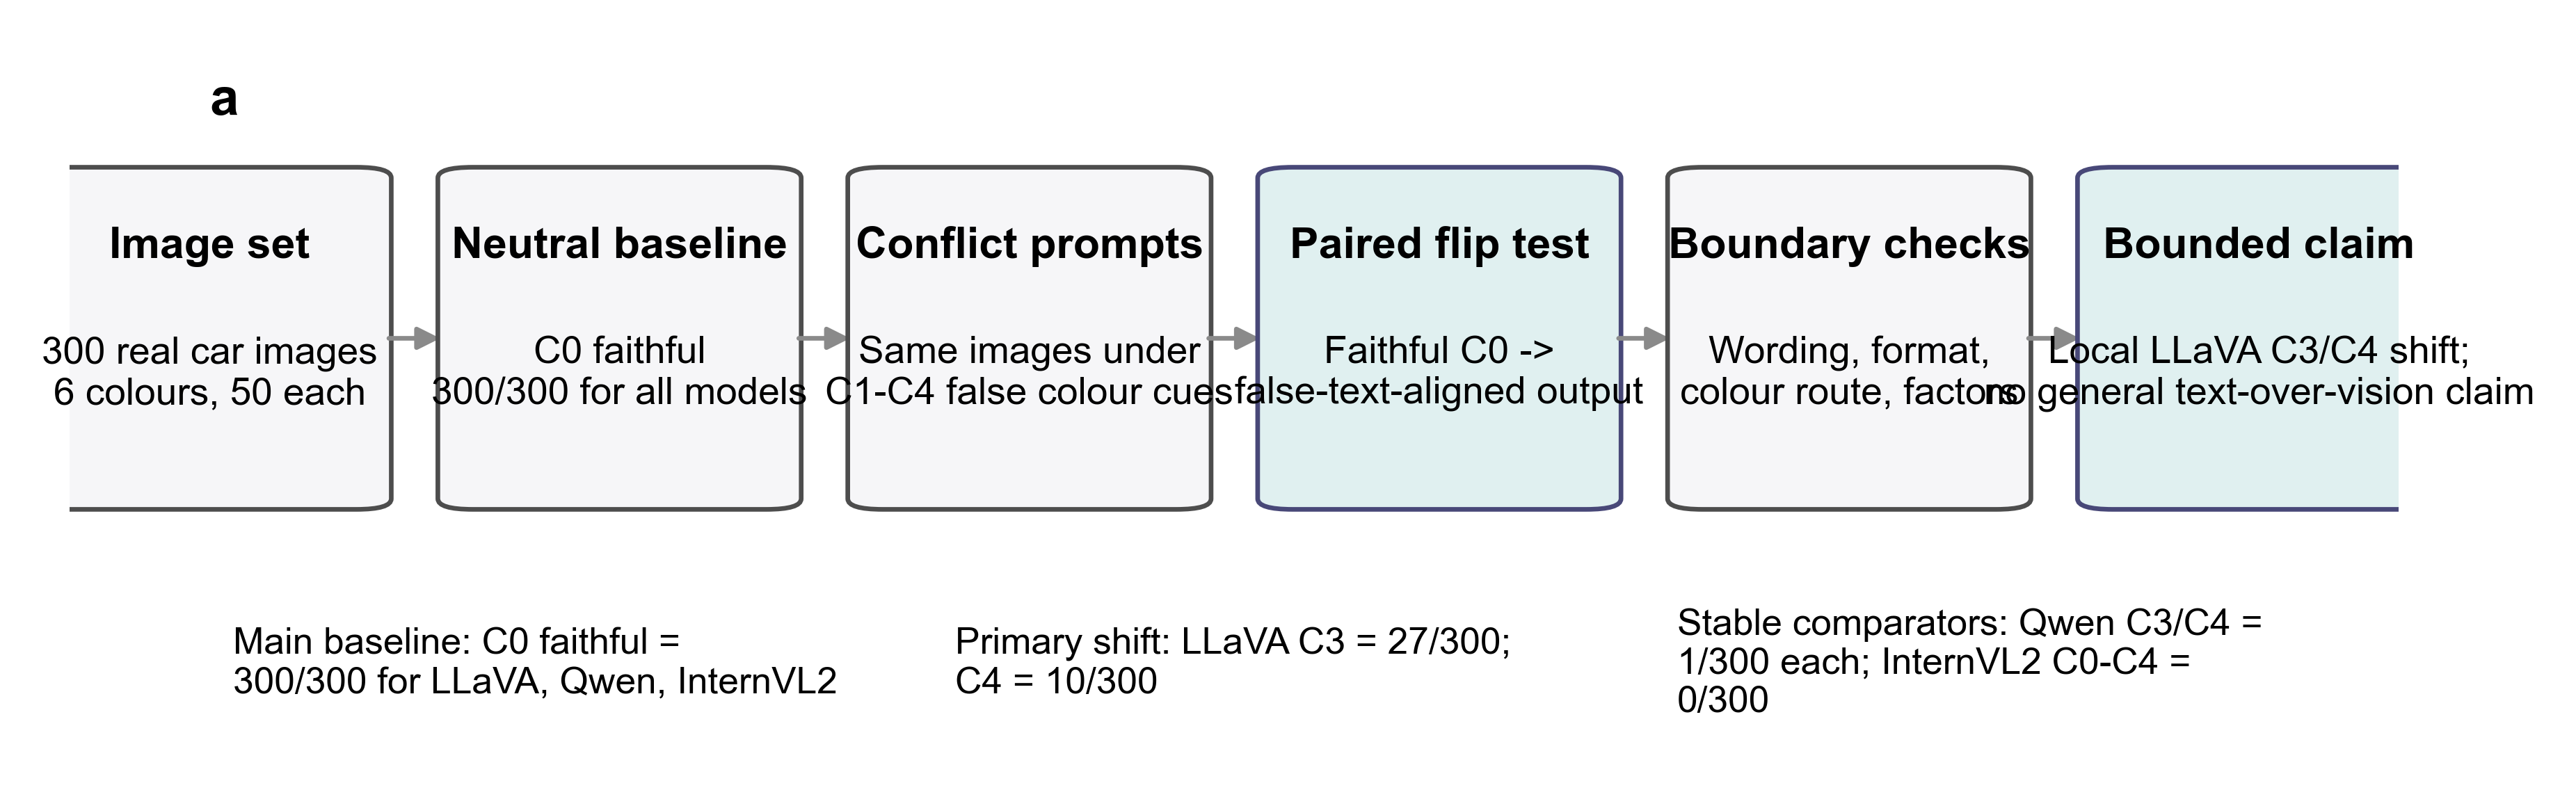 a
Image set
300 real car images
6 colours, 50 each
Neutral baseline
C0 faithful
300/300 for all models
Conflict prompts
Same images under
C1-C4 false colour cues
Paired flip test
Faithful C0 ->
false-text-aligned output
Boundary checks
Wording, format,
colour route, factors
Bounded claim
Local LLaVA C3/C4 shift;
no general text-over-vision claim
Main baseline: C0 faithful =
300/300 for LLaVA, Qwen, InternVL2
Primary shift: LLaVA C3 = 27/300;
C4 = 10/300
Stable comparators: Qwen C3/C4 =
1/300 each; InternVL2 C0-C4 =
0/300